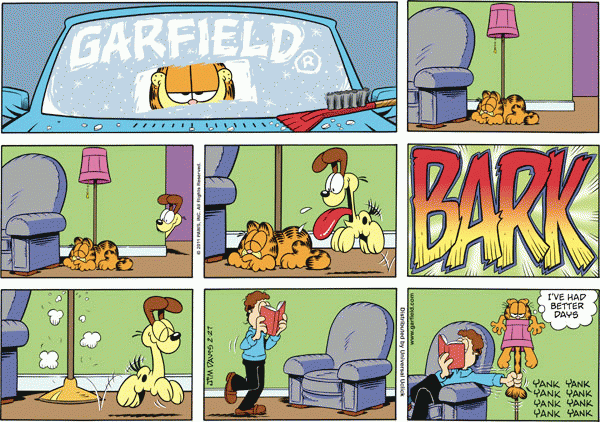 GARFIELD
R
© 2011 PAWS, INC. All Rights Reserved.
BARK
JIM DAVIS 2-27
Distributed by Universal Uclick
www.garfield.com
I'VE HAD
BETTER
DAYS
YANK YANK
YANK YANK
YANK YANK
YANK YANK